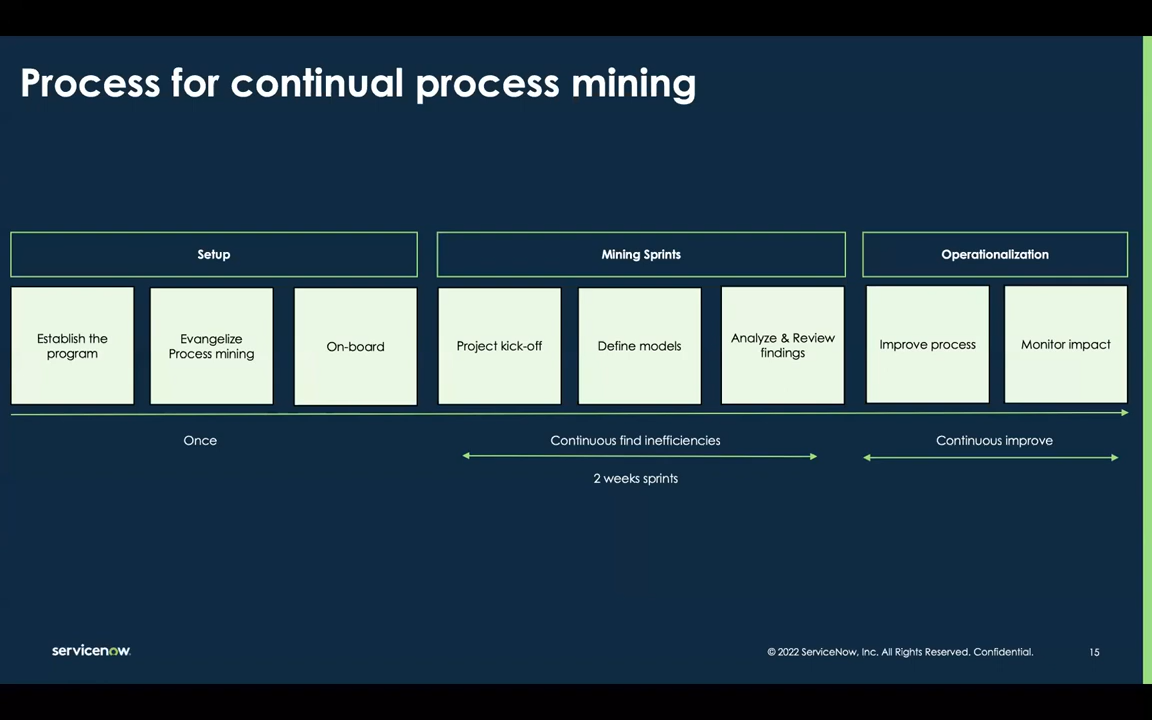 Process for continual process mining
Setup
Mining Sprints
Operationalization
Establish the
program
Evangelize
Process mining
On-board
Project kick-off
Define models
Analyze & Review
findings
Improve process
Monitor impact
Once
Continuous find inefficiencies
Continuous improve
2 weeks sprints
servicenow
© 2022 ServiceNow, Inc. All Rights Reserved. Confidential.
15